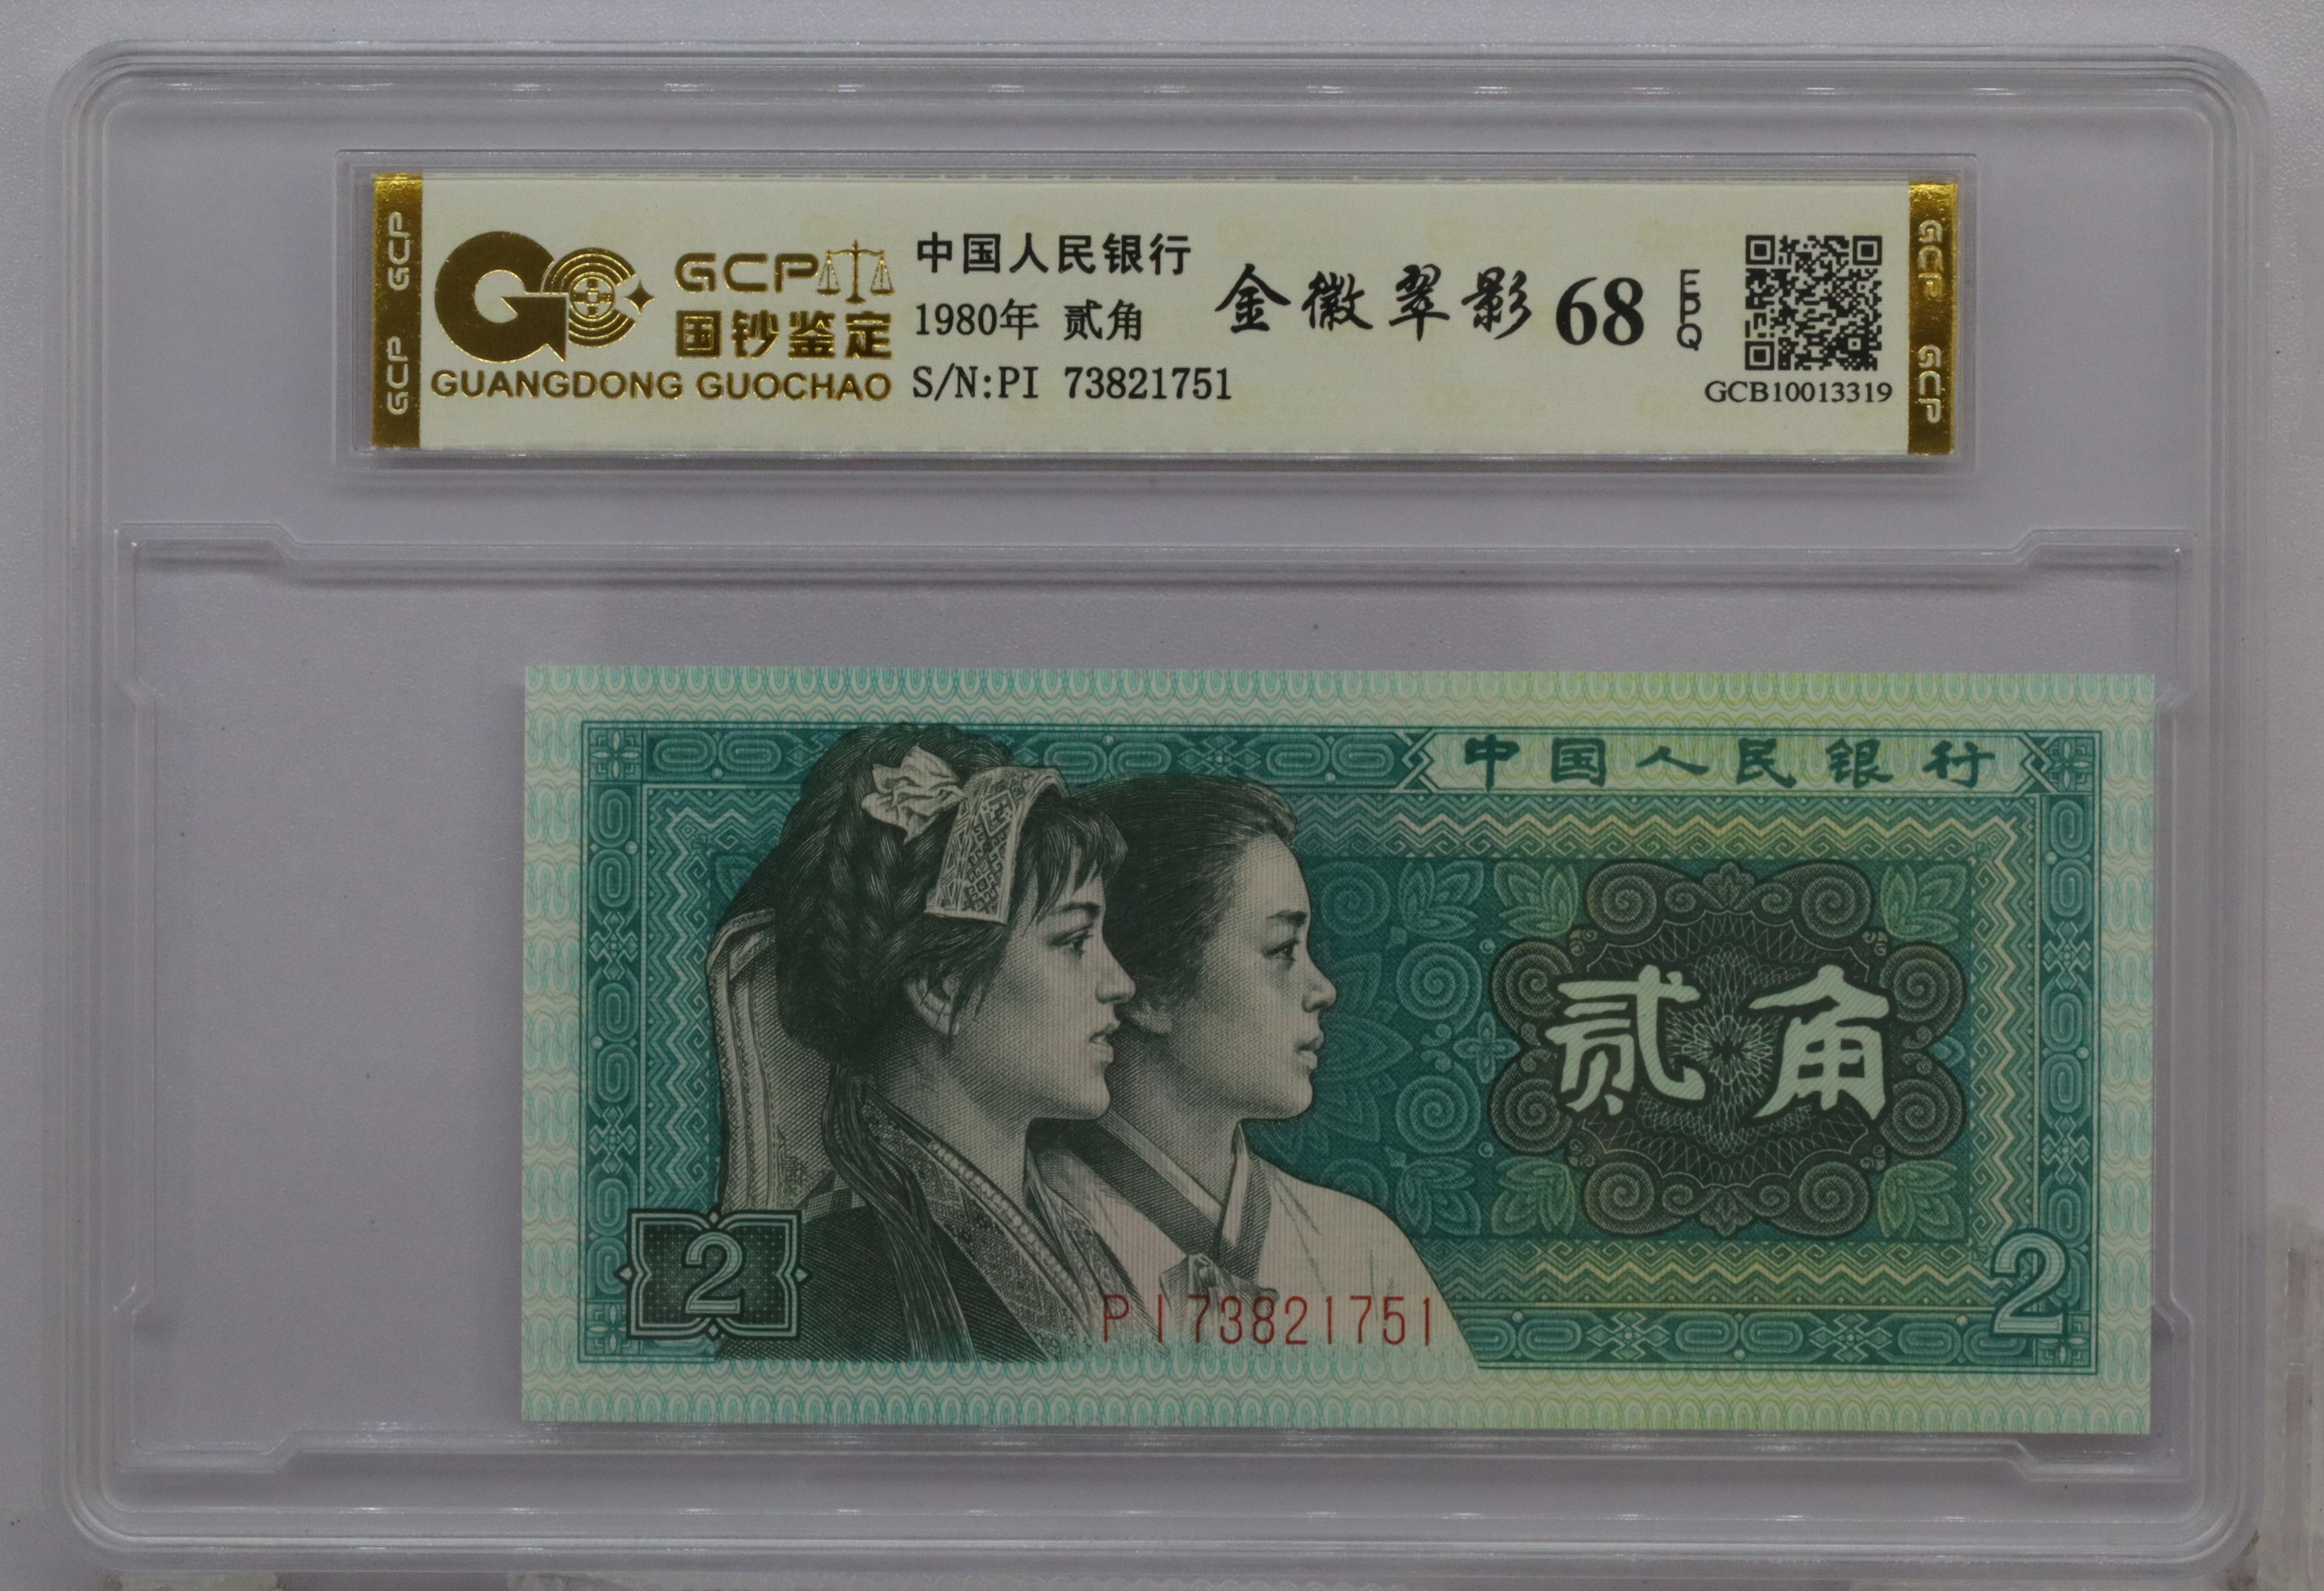 GCP GCP
GCP
国钞鉴定
GUANGDONG GUOCHAO
中国人民银行
1980年 贰角
S/N:PI 73821751
金徽翠影 68 EPQ
GCB10013319
GCP GCP
中国人民银行
贰角
2
PI73821751
2